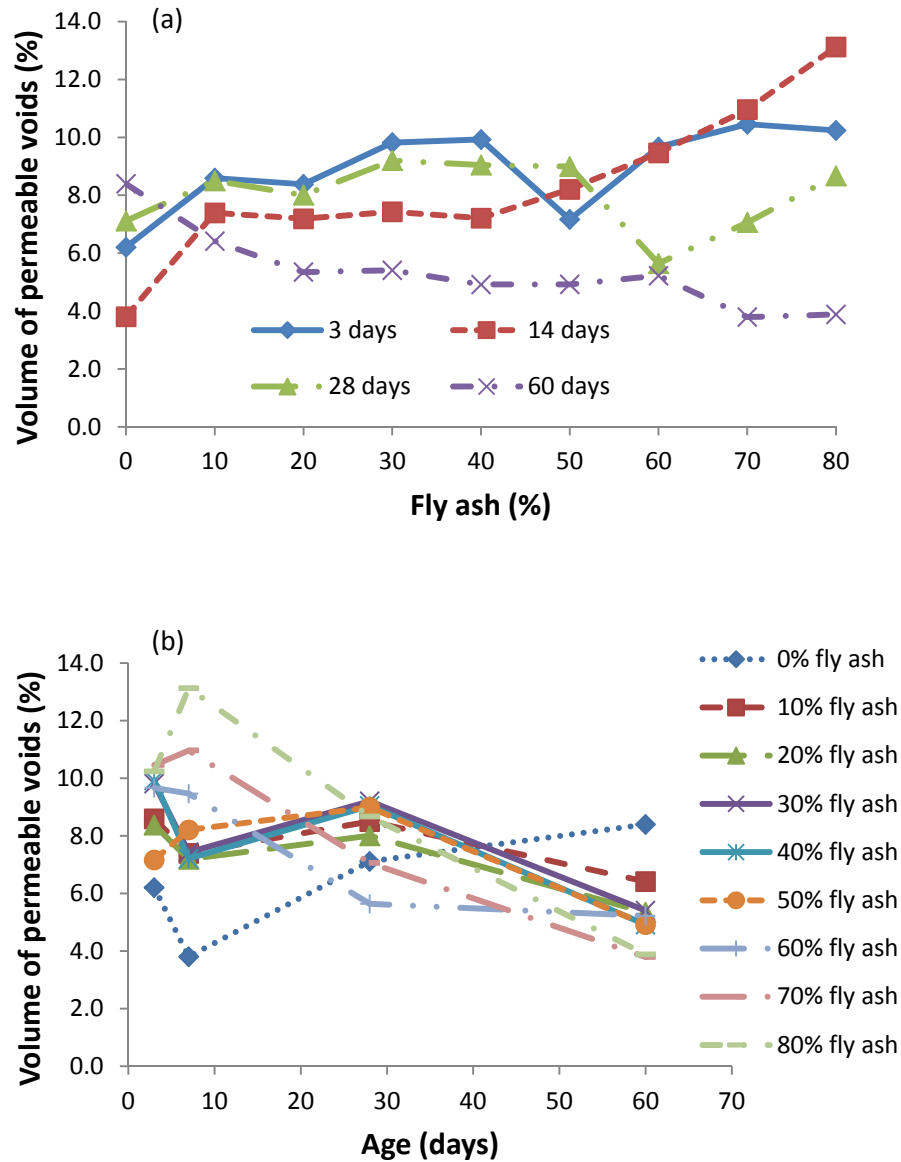 (a)
Volume of permeable voids (%)
14.0
12.0
10.0
8.0
6.0
4.0
2.0
0.0
3 days
14 days
28 days
60 days
0 10 20 30 40 50 60 70 80
Fly ash (%)
(b)
Volume of permeable voids (%)
14.0
12.0
10.0
8.0
6.0
4.0
2.0
0.0
0 10 20 30 40 50 60 70
Age (days)
0% fly ash
10% fly ash
20% fly ash
30% fly ash
40% fly ash
50% fly ash
60% fly ash
70% fly ash
80% fly ash